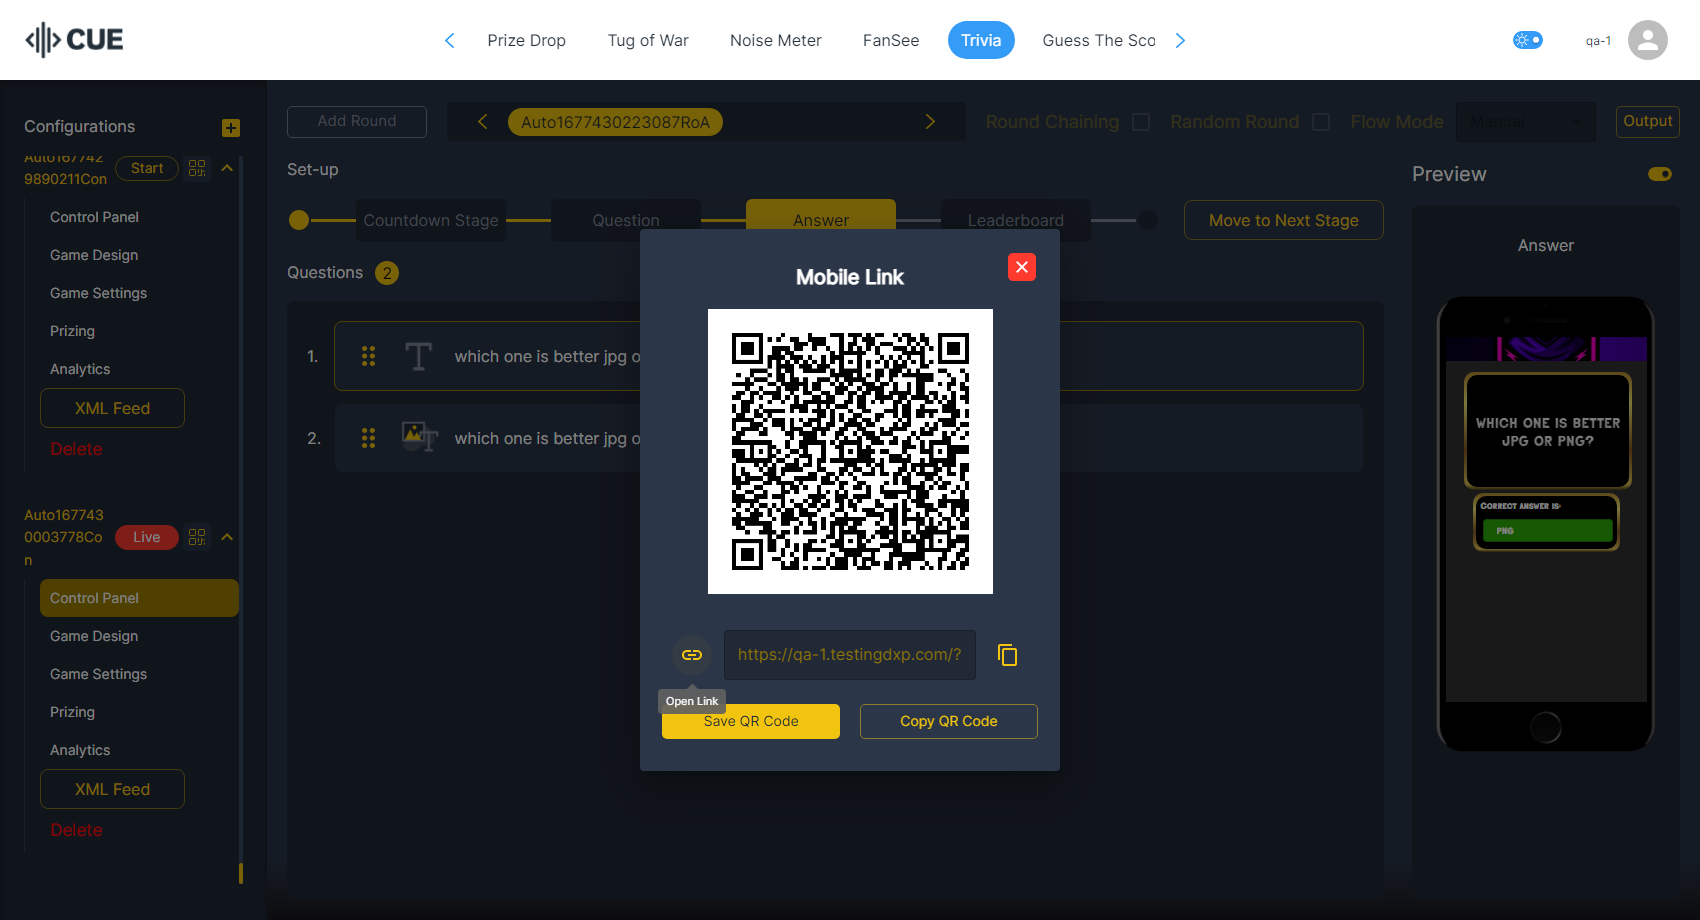 CUE
Prize Drop
Tug of War
Noise Meter
FanSee
Trivia
Guess The Sco
qa-1
Configurations
Auto167742
9890211Con
Start
Control Panel
Game Design
Game Settings
Prizing
Analytics
XML Feed
Delete
Auto167743
0003778Co
n
Live
Control Panel
Game Design
Game Settings
Prizing
Analytics
XML Feed
Delete
Add Round
Auto1677430223087RoA
Round Chaining
Random Round
Flow Mode
Manual
Output
Set-up
Countdown Stage
Question
Answer
Leaderboard
Move to Next Stage
Questions 2
1.
which one is better jpg o
2.
which one is better jpg o
Mobile Link
https://qa-1.testingdxp.com/?
Open Link
Save QR Code
Copy QR Code
Preview
Answer
WHICH ONE IS BETTER
JPG OR PNG?
CORRECT ANSWER IS:
PNG